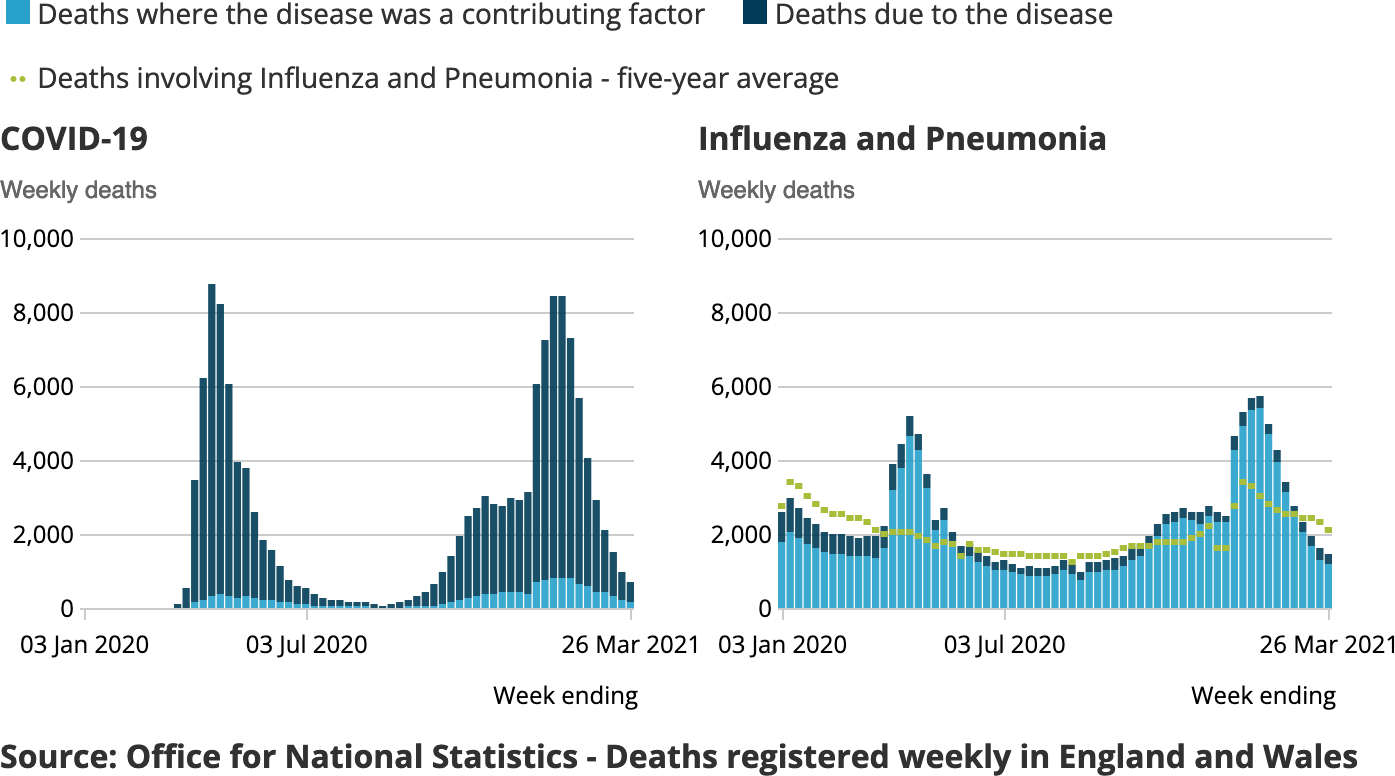 Deaths where the disease was a contributing factor Deaths due to the disease
Deaths involving Influenza and Pneumonia - five-year average
COVID-19
Weekly deaths
10,000
8,000
6,000
4,000
2,000
0
03 Jan 2020 03 Jul 2020 26 Mar 2021
Week ending
Influenza and Pneumonia
Weekly deaths
10,000
8,000
6,000
4,000
2,000
0
03 Jan 2020 03 Jul 2020 26 Mar 2021
Week ending
Source: Office for National Statistics - Deaths registered weekly in England and Wales